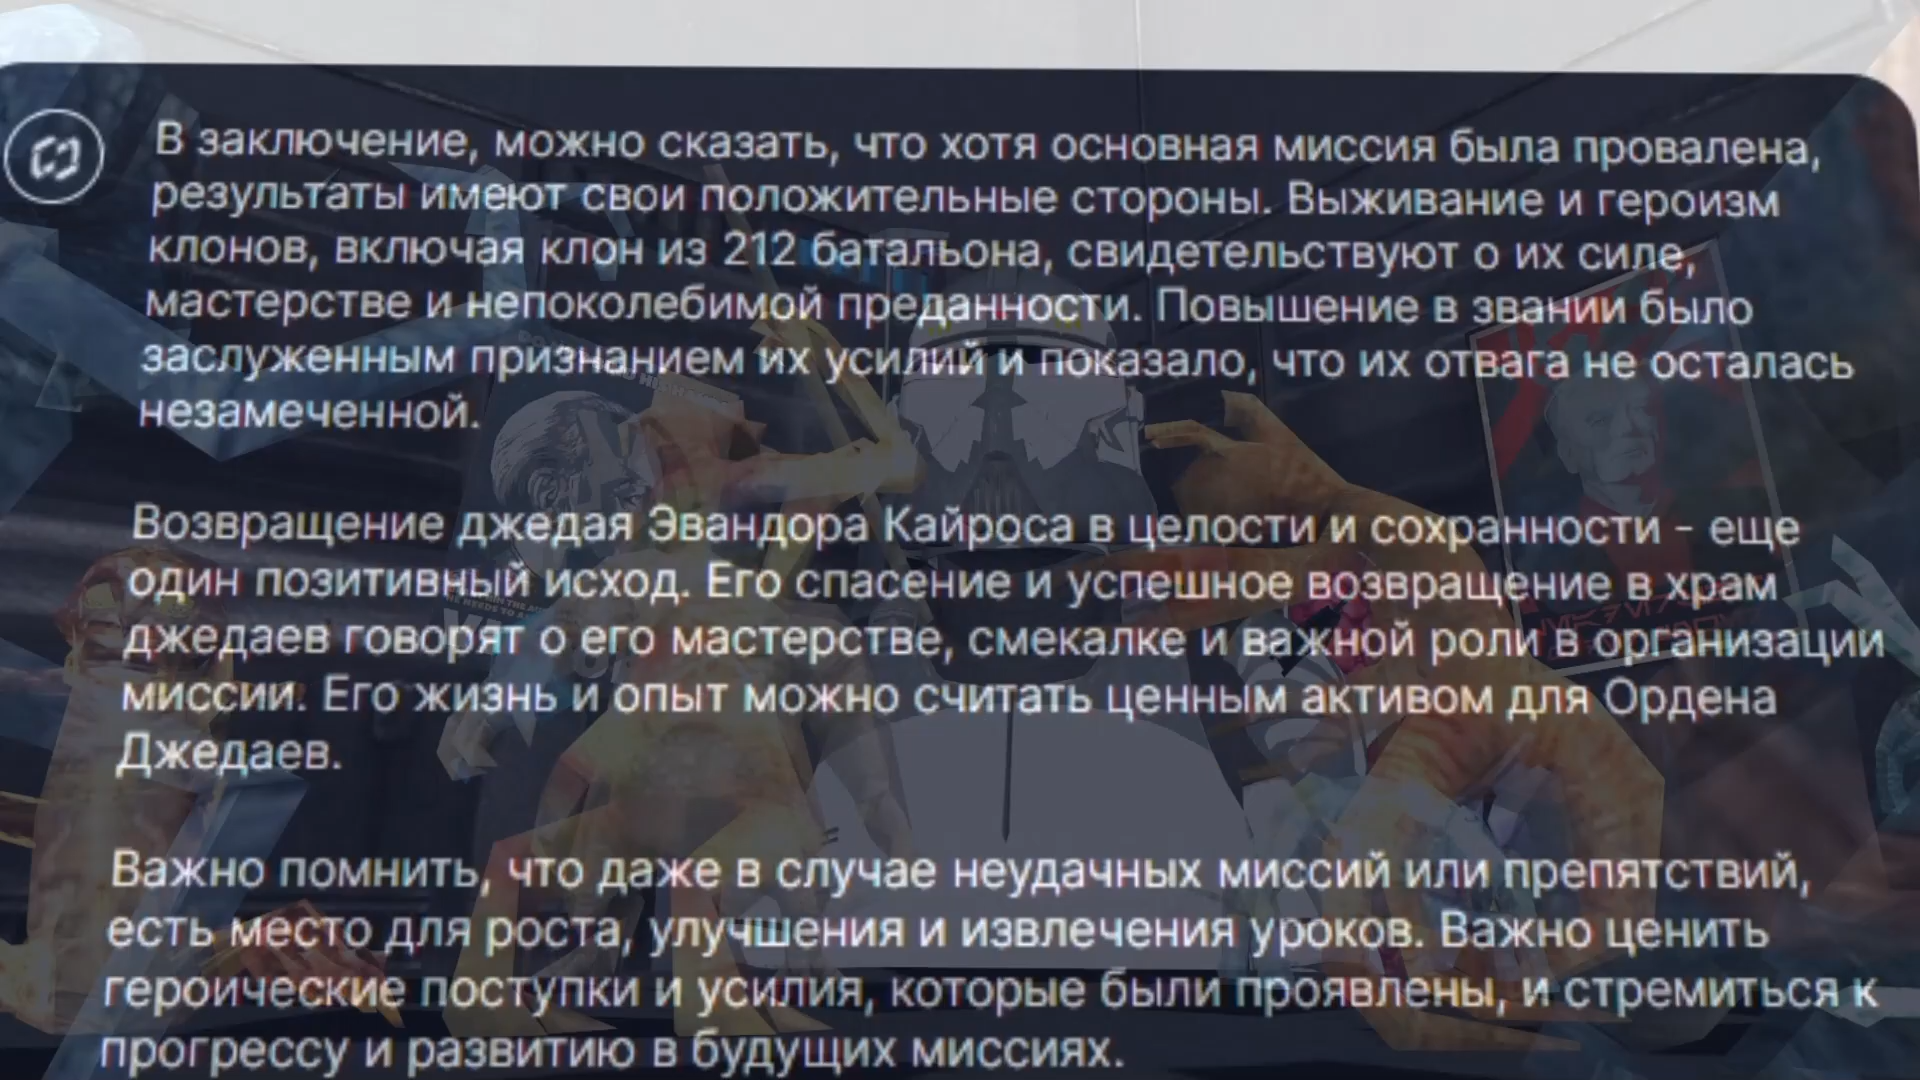 В заключение, можно сказать, что хотя основная миссия была провалена,
результаты имеют свои положительные стороны. Выживание и героизм
клонов, включая клон из 212 батальона, свидетельствуют о их силе,
мастерстве и непоколебимой преданности. Повышение в звании было
заслуженным признанием их усилий и показало, что их отвага не осталась
незамеченной.
Возвращение джедая Эвандора Кайроса в целости и сохранности - еще
один позитивный исход. Его спасение и успешное возвращение в храм
джедаев говорят о его мастерстве, смекалке и важной роли в организации
миссии. Его жизнь и опыт можно считать ценным активом для Ордена
Джедаев.
Важно помнить, что даже в случае неудачных миссий или препятствий,
есть место для роста, улучшения и извлечения уроков. Важно ценить
героические поступки и усилия, которые были проявлены, и стремиться к
прогрессу и развитию в будущих миссиях.